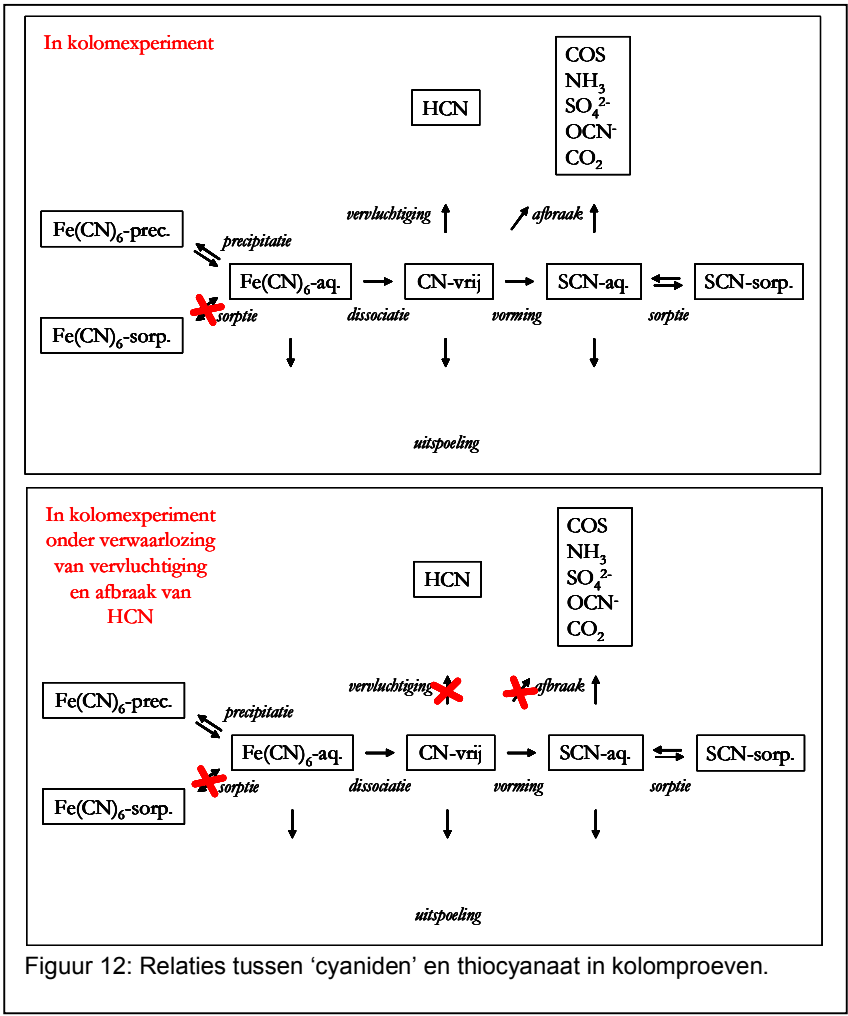 In kolomexperiment
COS
NH3
SO4²⁻
OCN⁻
CO2
HCN
vervluchtiging
afbraak
Fe(CN)6-prec.
precipitatie
Fe(CN)6-aq.
CN-vrij
SCN-aq.
SCN-sorp.
sorptie
dissociatie
vorming
sorptie
Fe(CN)6-sorp.
uitspoeling
In kolomexperiment
onder verwaarlozing
van vervluchtiging
en afbraak van
HCN
COS
NH3
SO4²⁻
OCN⁻
CO2
HCN
vervluchtiging
afbraak
Fe(CN)6-prec.
precipitatie
Fe(CN)6-aq.
CN-vrij
SCN-aq.
SCN-sorp.
sorptie
dissociatie
vorming
sorptie
Fe(CN)6-sorp.
uitspoeling
Figuur 12: Relaties tussen ‘cyaniden’ en thiocyanaat in kolomproeven.